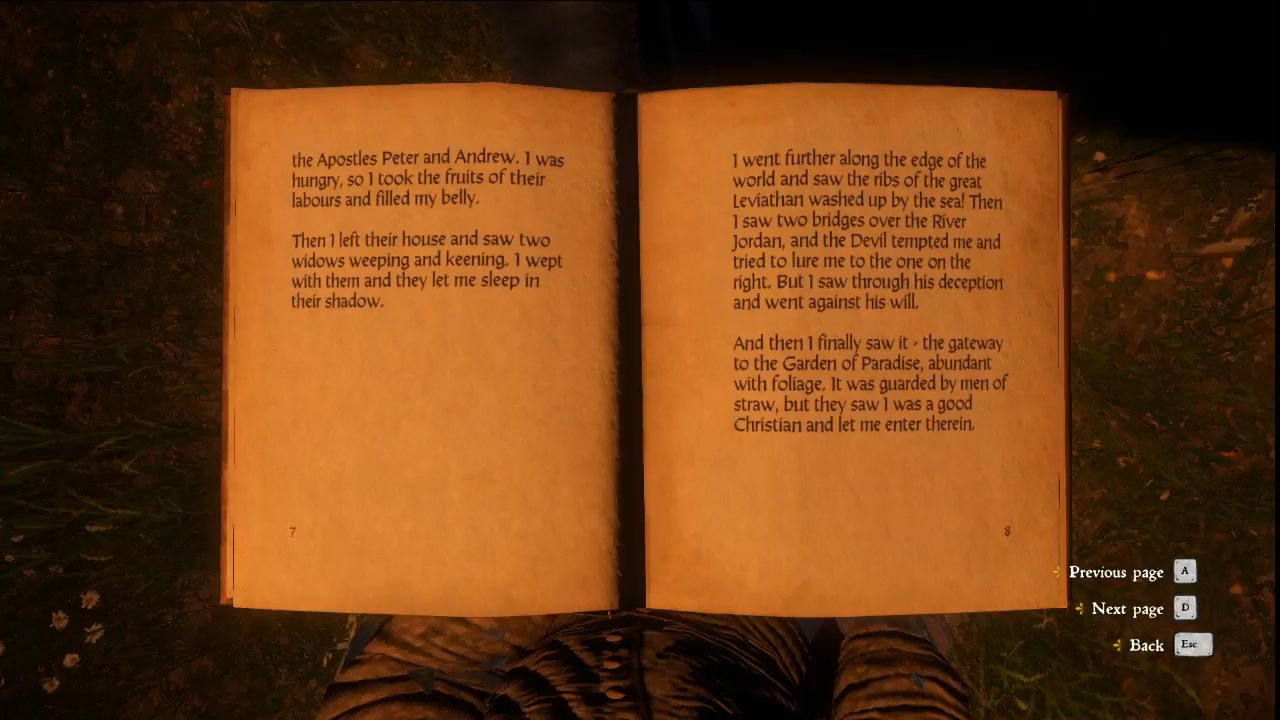 the Apostles Peter and Andrew. I was
hungry, so I took the fruits of their
labours and filled my belly.
Then I left their house and saw two
widows weeping and keening. I wept
with them and they let me sleep in
their shadow.
7
I went further along the edge of the
world and saw the ribs of the great
Leviathan washed up by the sea! Then
I saw two bridges over the River
Jordan, and the Devil tempted me and
tried to lure me to the one on the
right. But I saw through his deception
and went against his will.
And then I finally saw it - the gateway
to the Garden of Paradise, abundant
with foliage. It was guarded by men of
straw, but they saw I was a good
Christian and let me enter therein.
8
Previous page A
Next page D
Back Esc